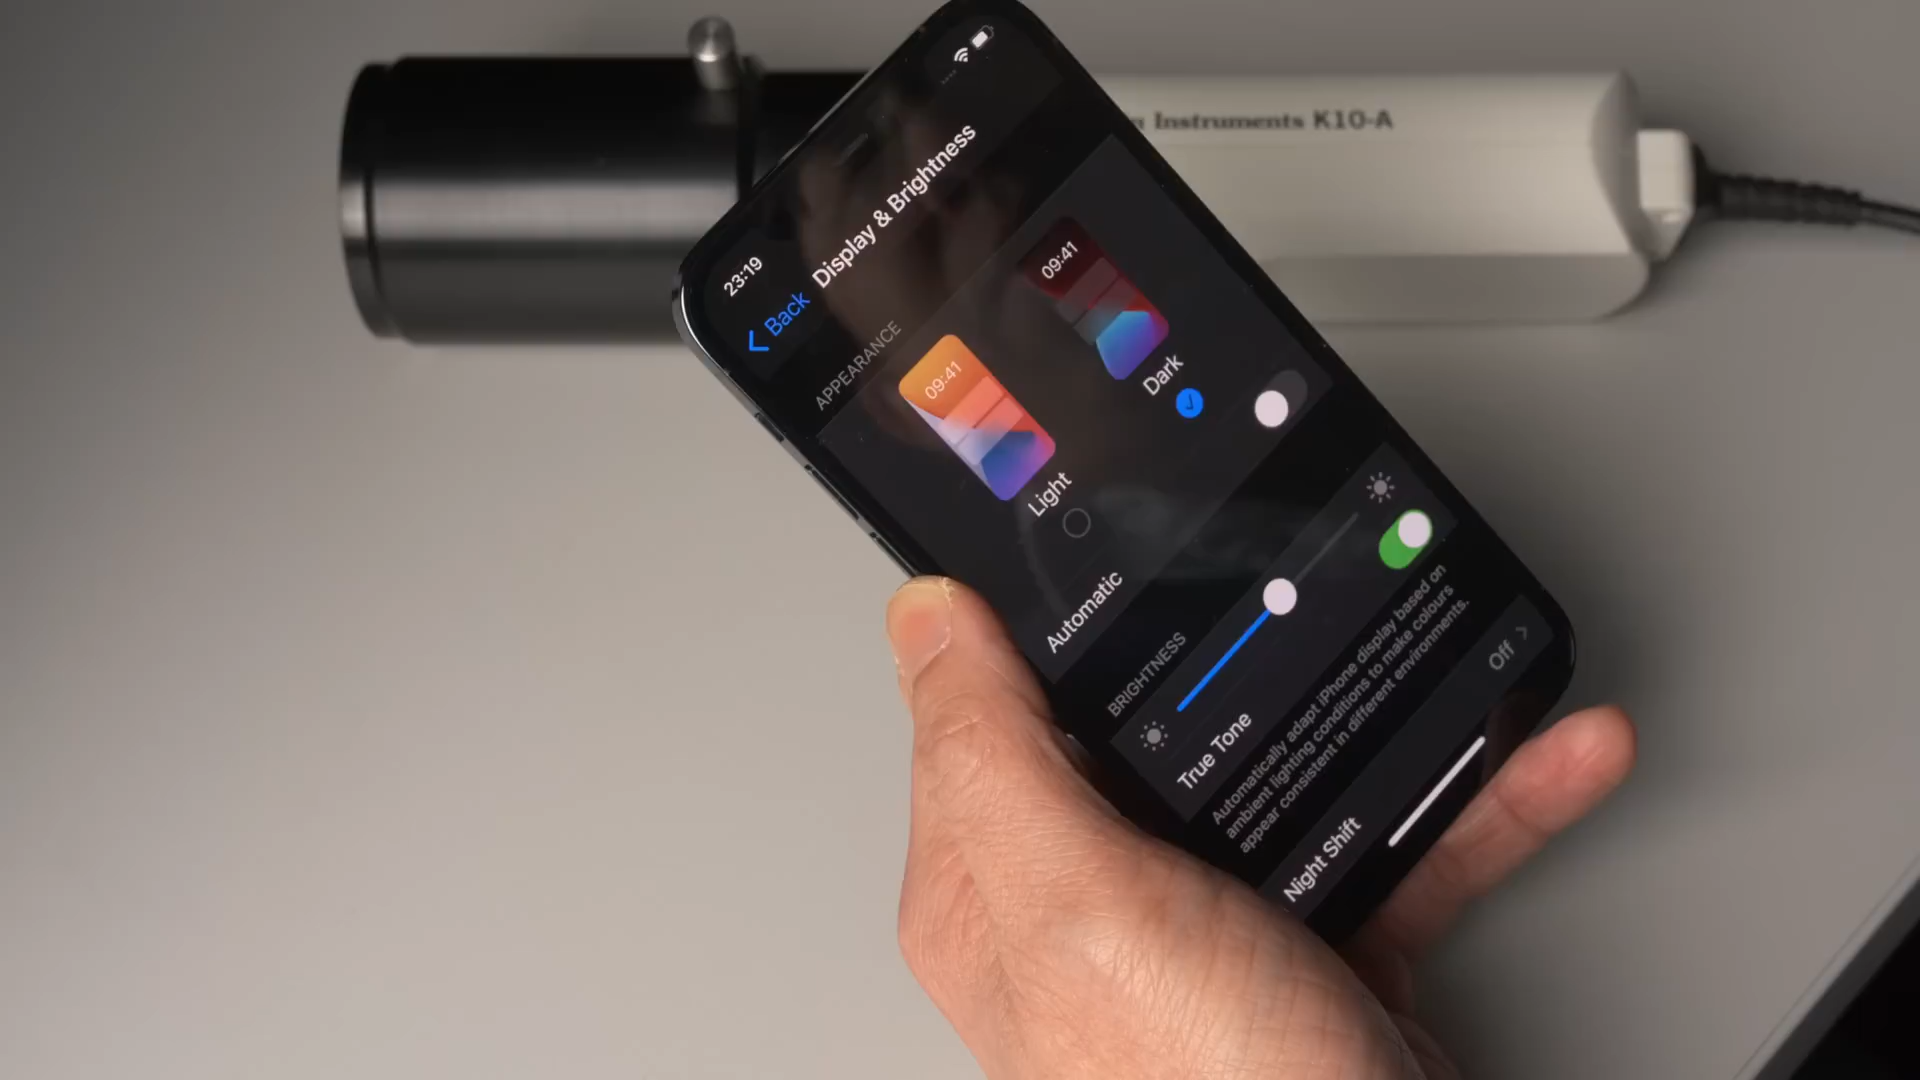 Instruments K10-A
23:19
Back
Display & Brightness
APPEARANCE
09:41
09:41
Light
Dark
Automatic
BRIGHTNESS
True Tone
Automatically adapt iPhone display based on
ambient lighting conditions to make colours
appear consistent in different environments.
Night Shift
Off